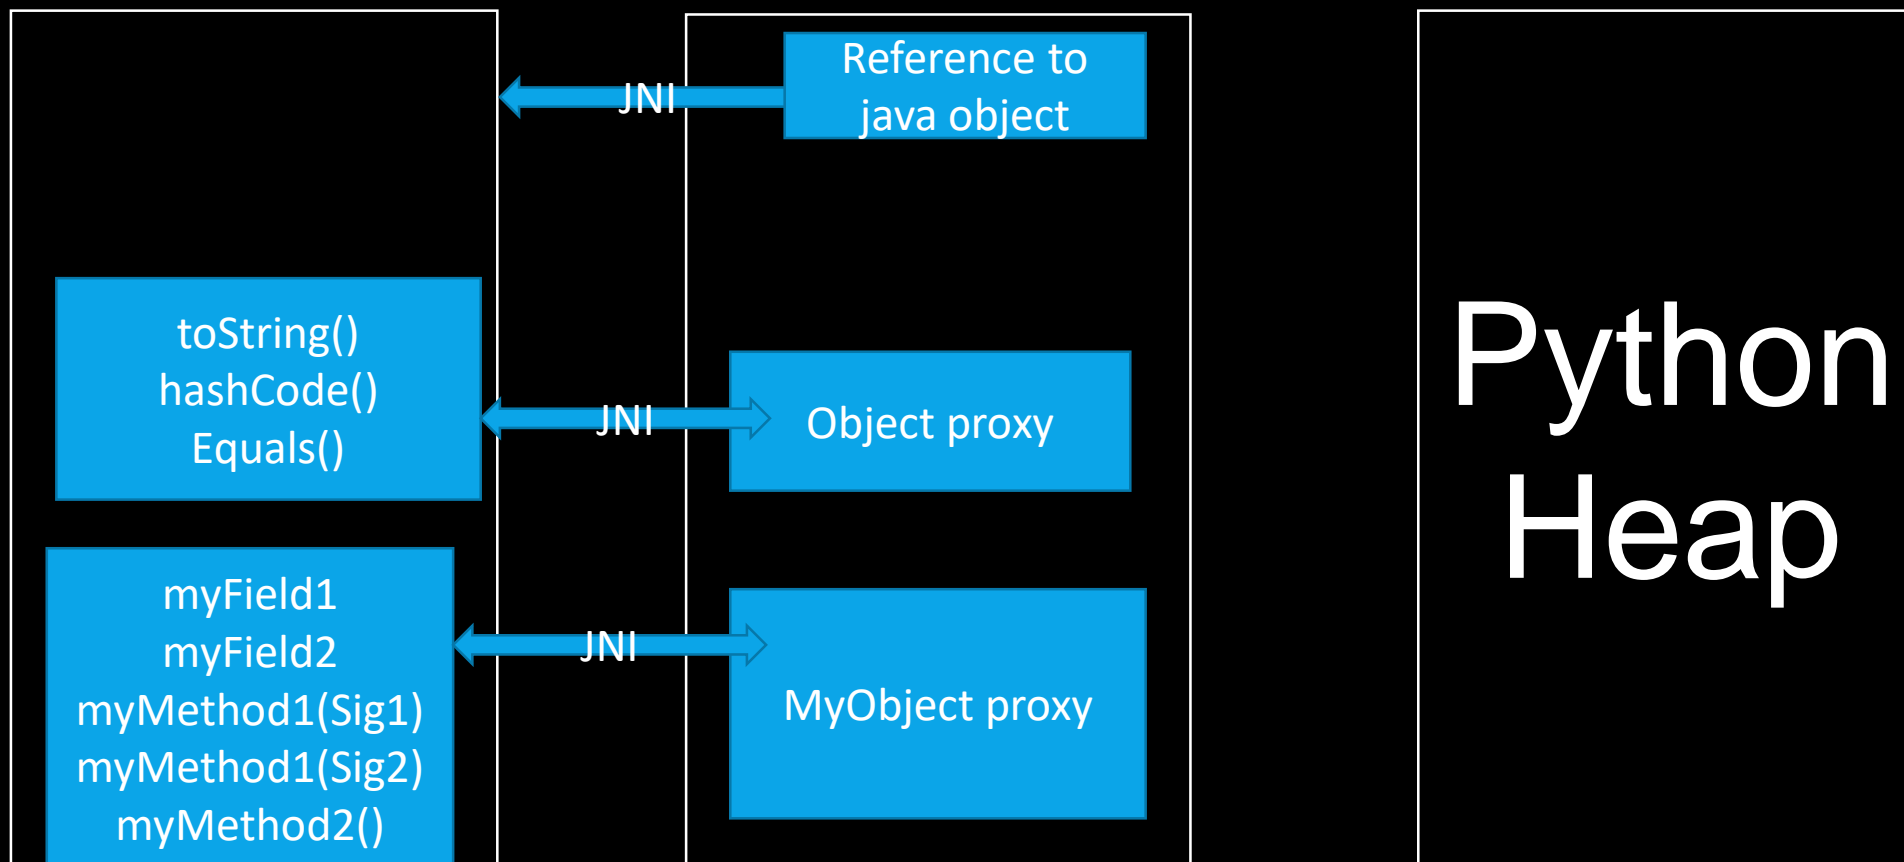 Reference to
java object
JNI
toString()
hashCode()
Equals()
JNI
Object proxy
myField1
myField2
myMethod1(Sig1)
myMethod1(Sig2)
myMethod2()
JNI
MyObject proxy
Python
Heap